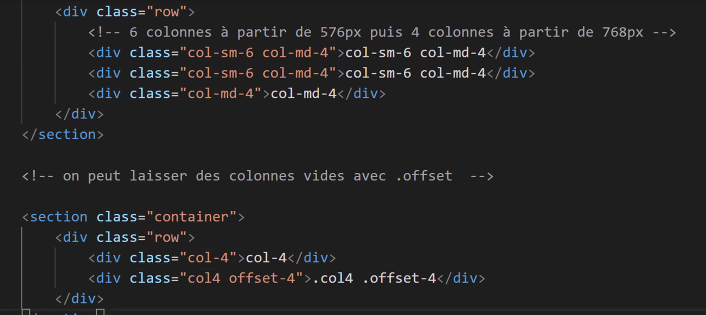 <div class="row">
<!-- 6 colonnes à partir de 576px puis 4 colonnes à partir de 768px -->
<div class="col-sm-6 col-md-4">col-sm-6 col-md-4</div>
<div class="col-sm-6 col-md-4">col-sm-6 col-md-4</div>
<div class="col-md-4">col-md-4</div>
</div>
</section>
<!-- on peut laisser des colonnes vides avec .offset  -->
<section class="container">
<div class="row">
<div class="col-4">col-4</div>
<div class="col4 offset-4">.col4 .offset-4</div>
</div>